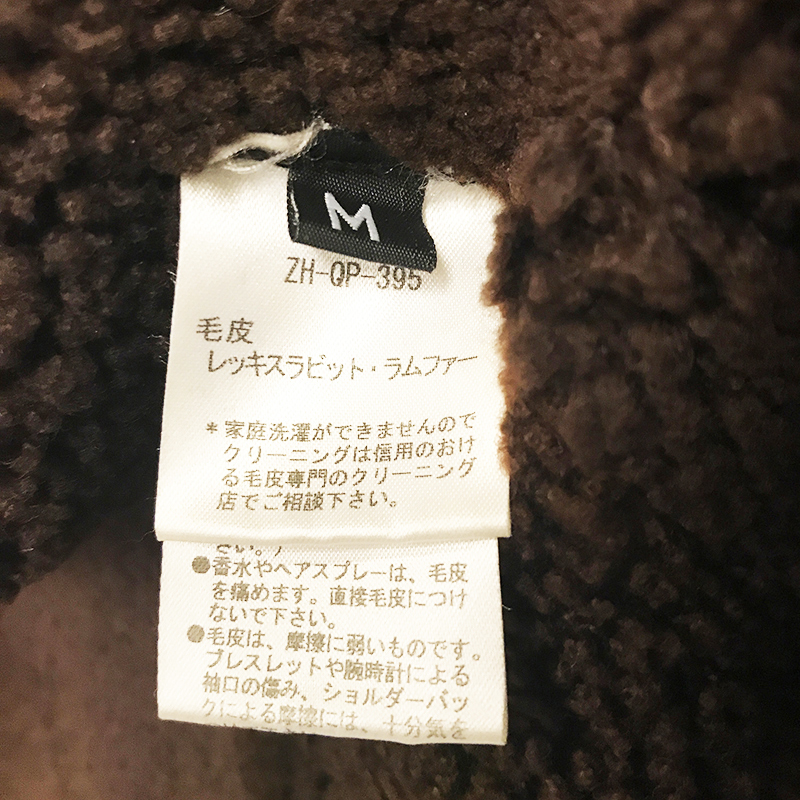 M
ZH-QP-395
毛皮
レッキスラビット・ラムファー
＊家庭洗濯ができませんので
クリーニングは信用のおけ
る毛皮専門のクリーニング
店でご相談下さい。
さい。)
●香水やヘアスプレーは、毛皮
を痛めます。直接毛皮につけ
ないで下さい。
●毛皮は、摩擦に弱いものです。
ブレスレットや腕時計による
袖口の傷み、ショルダーバッ
クによる摩擦には、十分気を